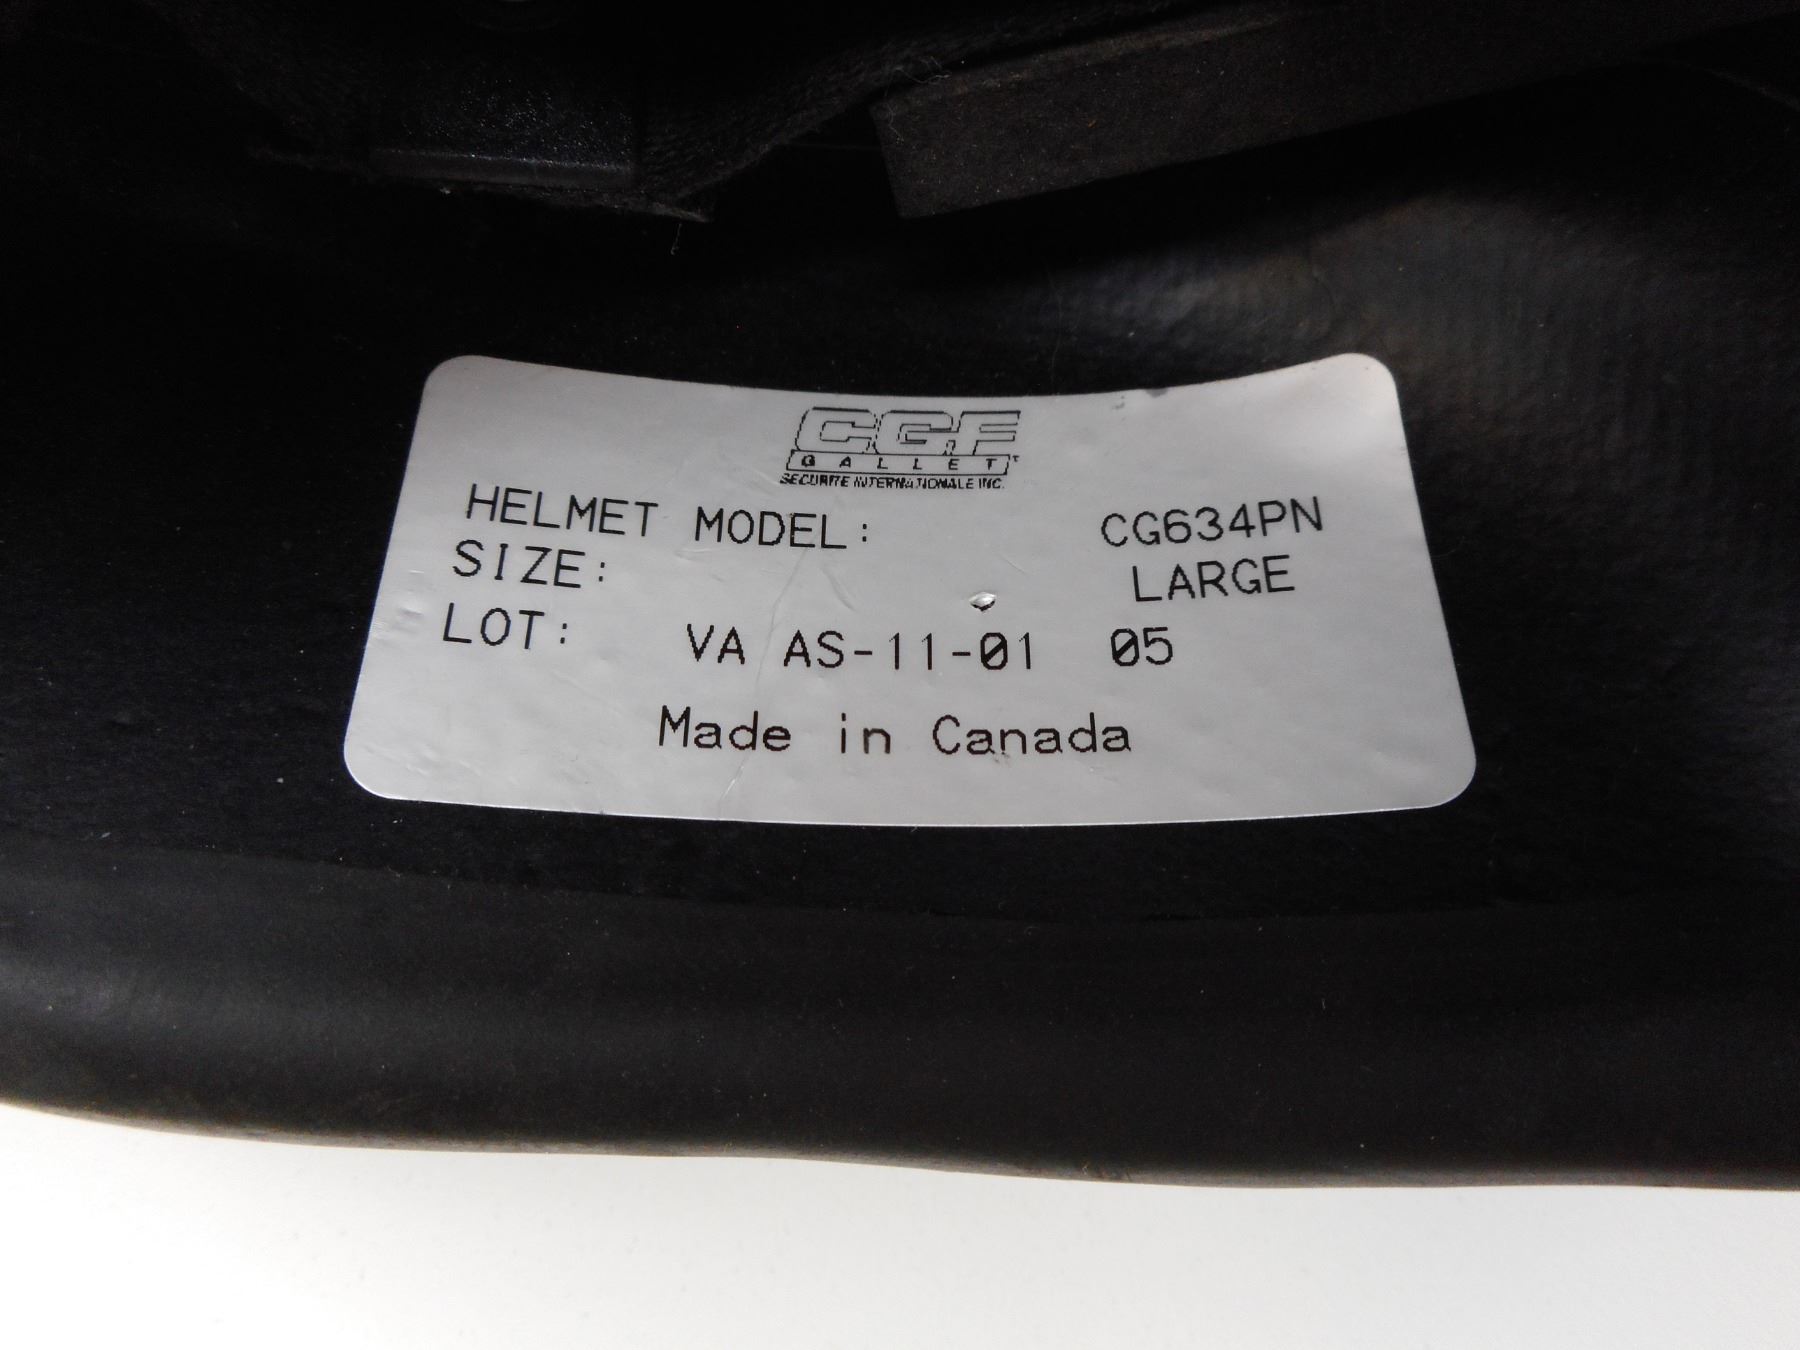 CGF
GALLET
SECURITE INTERNATIONALE INC.
HELMET MODEL: CG634PN
SIZE: LARGE
LOT: VA AS-11-01 05
Made in Canada